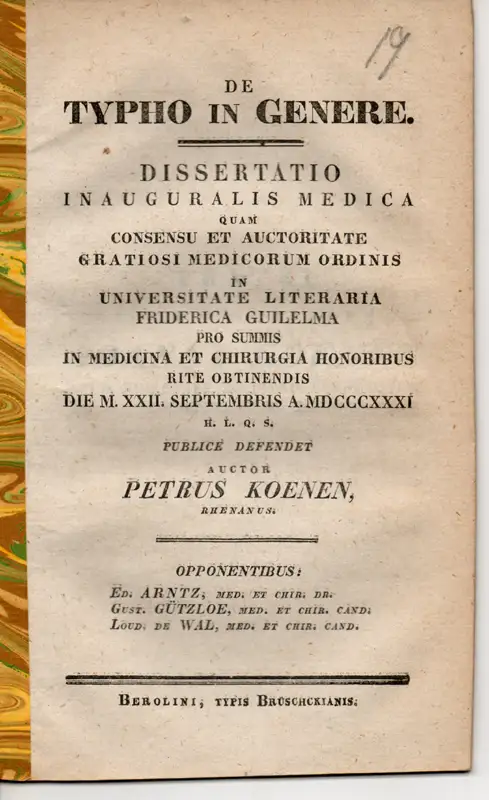 19
DE
TYPHO IN GENERE.
DISSERTATIO
INAUGURALIS MEDICA
QUAM
CONSENSU ET AUCTORITATE
GRATIOSI MEDICORUM ORDINIS
IN
UNIVERSITATE LITERARIA
FRIDERICA GUILELMA
PRO SUMMIS
IN MEDICINA ET CHIRURGIA HONORIBUS
RITE OBTINENDIS
DIE M. XXII. SEPTEMBRIS A. MDCCCXXXI
H. L. Q. S.
PUBLICE DEFENDET
AUCTOR
PETRUS KOENEN,
RHENANUS.
OPPONENTIBUS:
ED. ARNTZ, MED. ET CHIR. DR.
GUST. GÜTZLOE, MED. ET CHIR. CAND.
LOUD. DE WAL, MED. ET CHIR. CAND.
BEROLINI, TYPIS BRÜSCHCKIANIS.